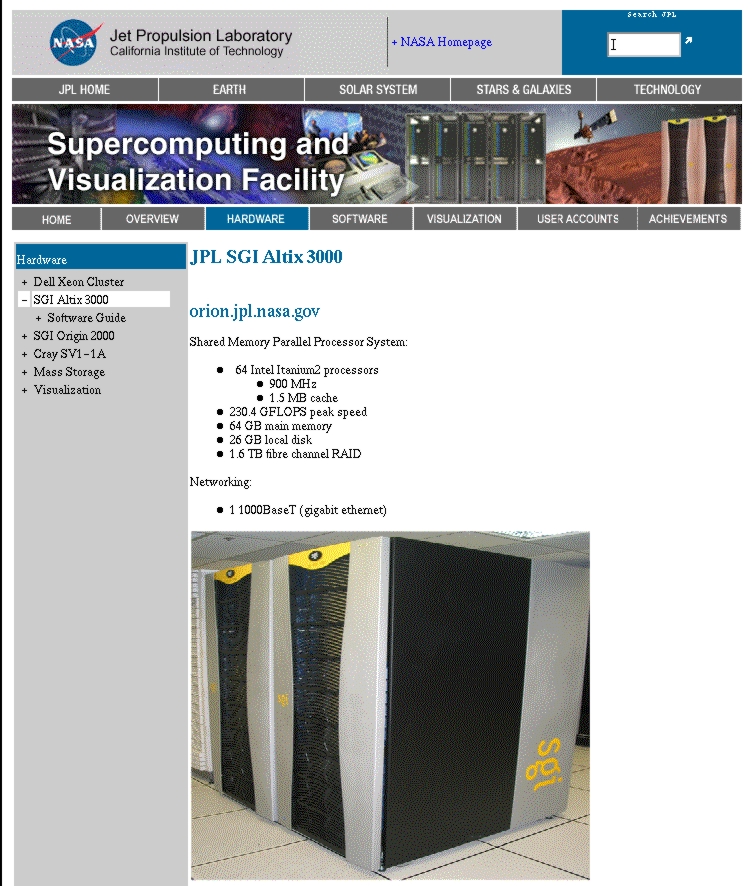 Search JPL
NASA
Jet Propulsion Laboratory
California Institute of Technology
+ NASA Homepage
JPL HOME
EARTH
SOLAR SYSTEM
STARS & GALAXIES
TECHNOLOGY
Supercomputing and
Visualization Facility
HOME
OVERVIEW
HARDWARE
SOFTWARE
VISUALIZATION
USER ACCOUNTS
ACHIEVEMENTS
Hardware
+ Dell Xeon Cluster
– SGI Altix 3000
+ Software Guide
+ SGI Origin 2000
+ Cray SV1-1A
+ Mass Storage
+ Visualization
JPL SGI Altix 3000
orion.jpl.nasa.gov
Shared Memory Parallel Processor System:
● 64 Intel Itanium2 processors
● 900 MHz
● 1.5 MB cache
● 230.4 GFLOPS peak speed
● 64 GB main memory
● 26 GB local disk
● 1.6 TB fibre channel RAID
Networking:
● 1 1000BaseT (gigabit ethernet)
sgi